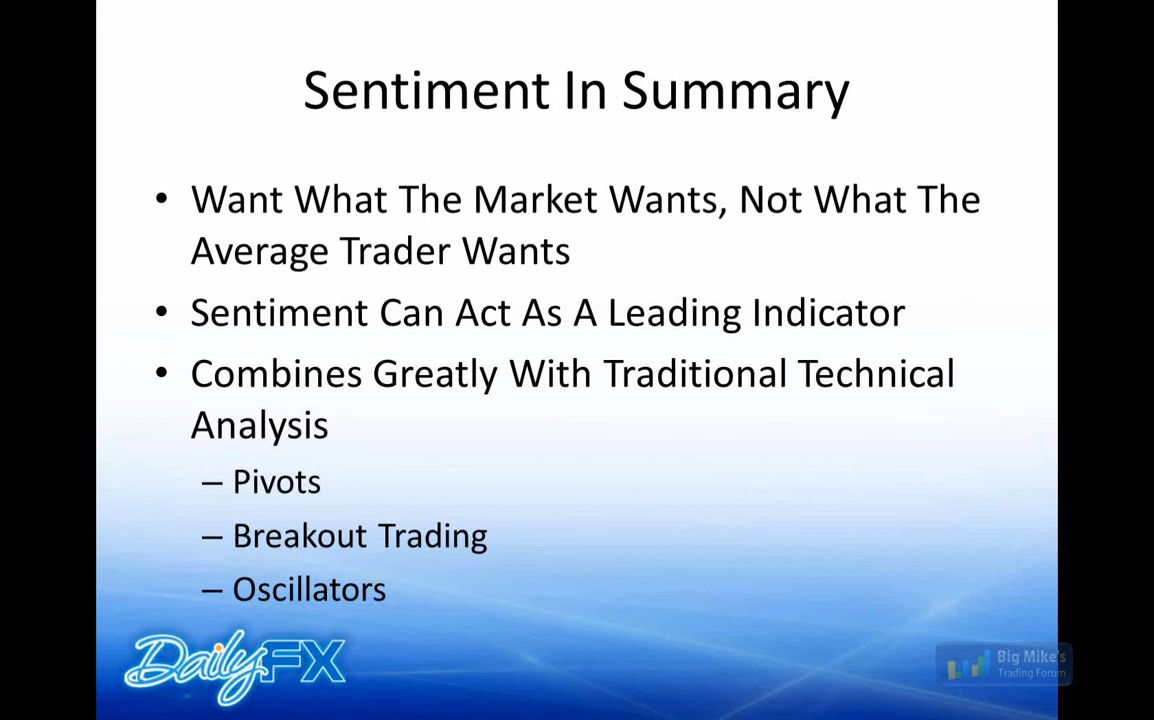 Sentiment In Summary
• Want What The Market Wants, Not What The
Average Trader Wants
• Sentiment Can Act As A Leading Indicator
• Combines Greatly With Traditional Technical
Analysis
– Pivots
– Breakout Trading
– Oscillators
DailyFX
Big Mike's
Trading Forum